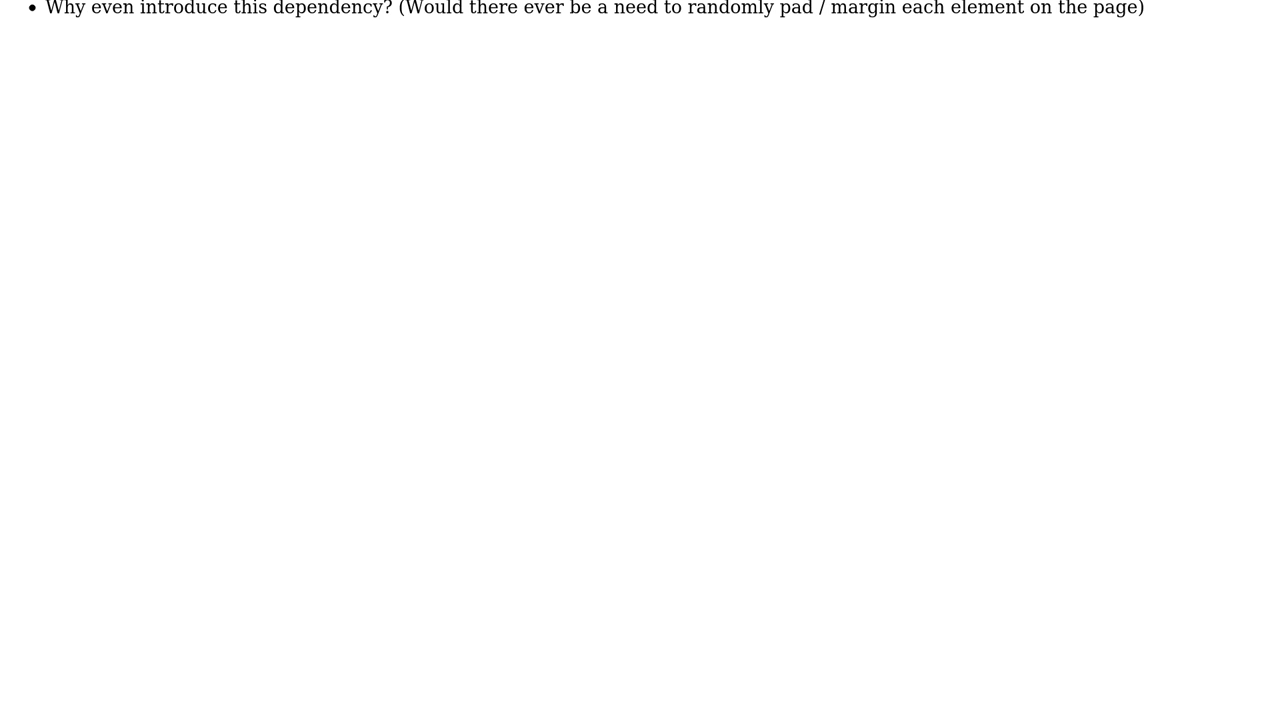 • Why even introduce this dependency? (Would there ever be a need to randomly pad / margin each element on the page)